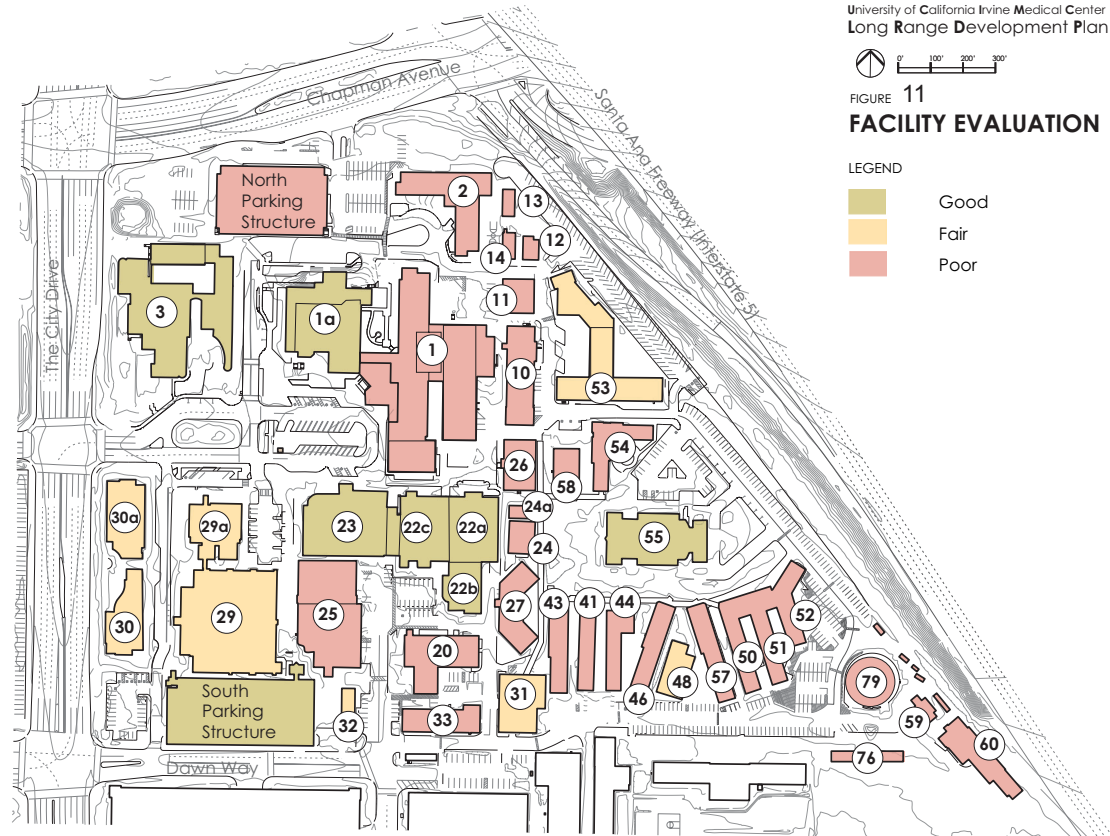 University of California Irvine Medical Center
Long Range Development Plan
0' 100' 200' 300'
FIGURE 11
FACILITY EVALUATION
LEGEND
Good
Fair
Poor
Chapman Avenue
Santa Ana Freeway (Interstate 5)
The City Drive
North
Parking
Structure
2
13
12
14
11
3
1a
1
10
53
54
26
58
30a
29a
23
22c
22a
24a
24
55
22b
27
43
41
44
52
30
29
25
20
50
51
57
48
46
79
31
South
Parking
Structure
32
33
59
60
76
Dawn Way